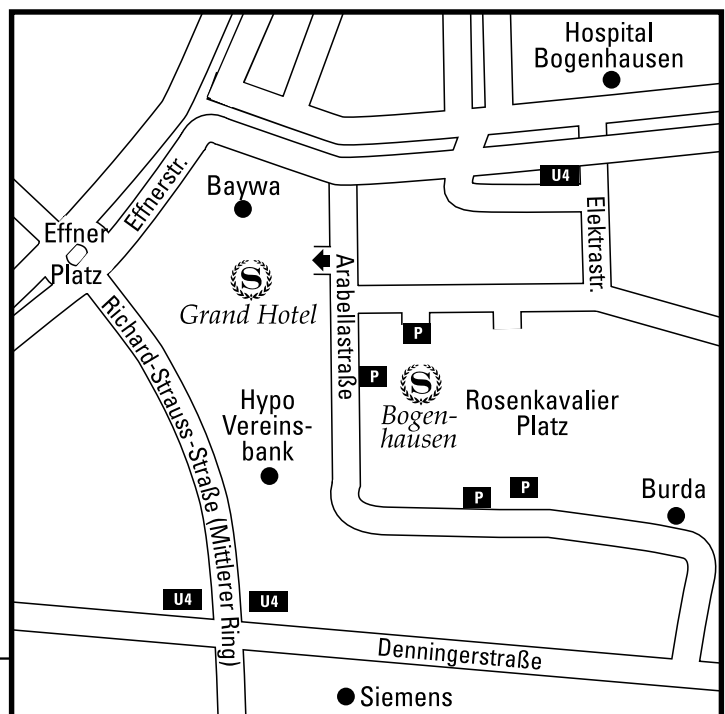 Hospital
Bogenhausen
U4
Effnerstr.
Baywa
Elektrastr.
Effner
Platz
Arabellastraße
S
Grand Hotel
Richard-Strauss-Straße (Mittlerer Ring)
P
P
S
Bogen-
hausen
Rosenkavalier
Platz
Hypo
Vereins-
bank
P
P
Burda
U4
U4
Denningerstraße
Siemens